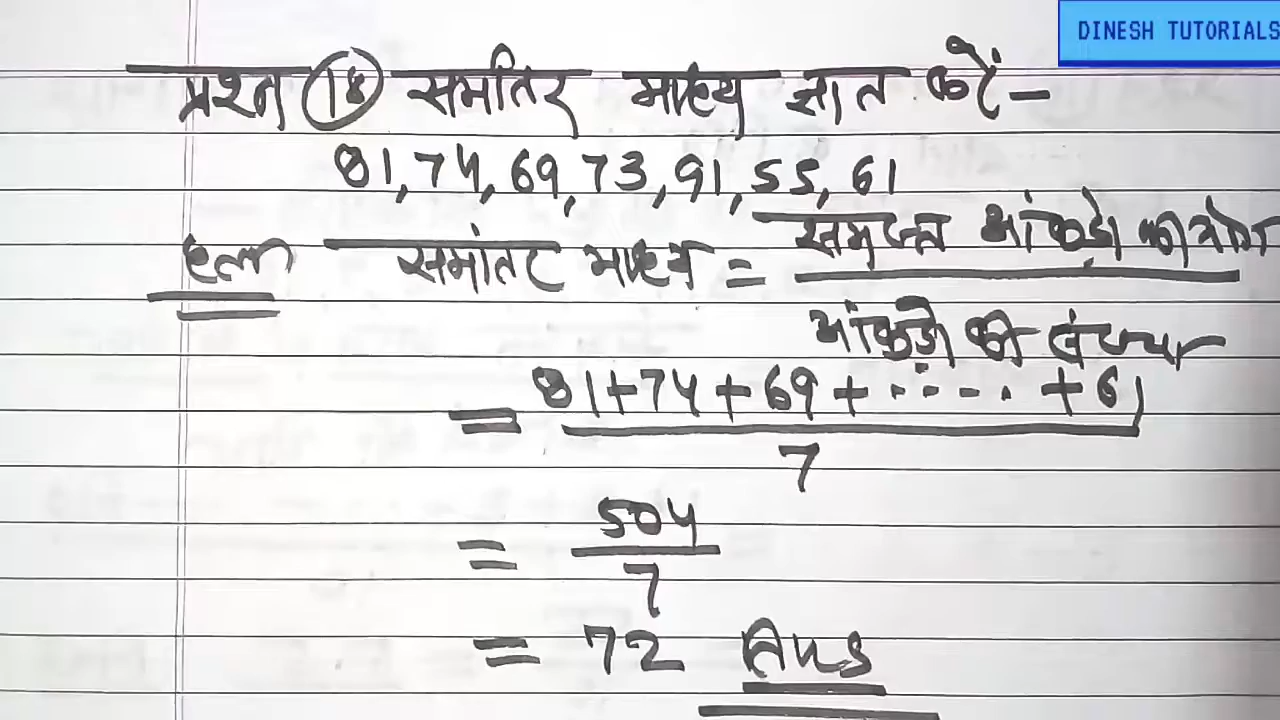 DINESH TUTORIALS
प्रश्न 18 समांतर माध्य ज्ञात करें –
81, 74, 69, 73, 91, 55, 61
हल समांतर माध्य = समस्त आंकड़ो का योग
आंकड़ो की संख्या
= 81+74+69+......+61
7
= 504
7
= 72